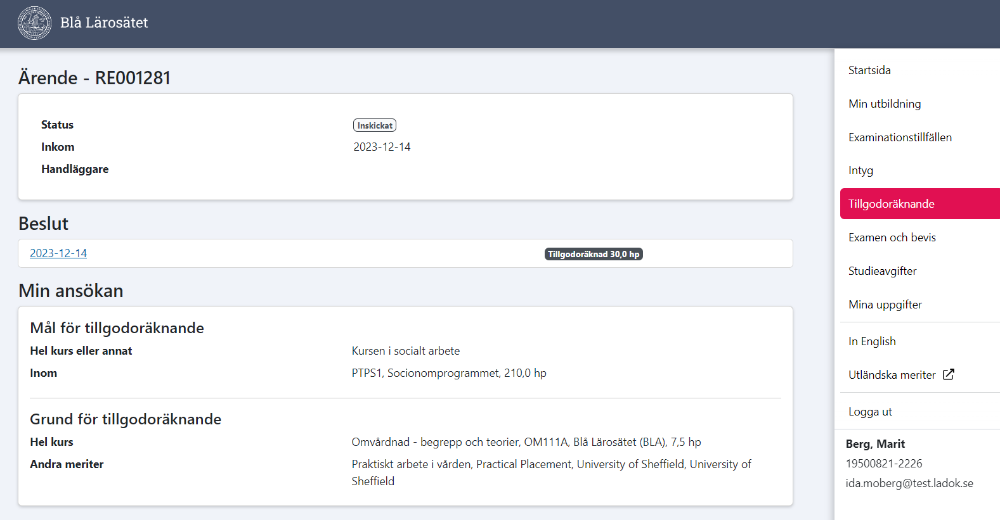 Blå Lärosätet
Ärende - RE001281
Status Inskickat
Inkom 2023-12-14
Handläggare
Beslut
2023-12-14 Tillgodoräknad 30,0 hp
Min ansökan
Mål för tillgodoräknande
Hel kurs eller annat Kursen i socialt arbete
Inom PTPS1, Socionomprogrammet, 210,0 hp
Grund för tillgodoräknande
Hel kurs Omvårdnad - begrepp och teorier, OM111A, Blå Lärosätet (BLA), 7,5 hp
Andra meriter Praktiskt arbete i vården, Practical Placement, University of Sheffield, University of
Sheffield
Startsida
Min utbildning
Examinationstillfällen
Intyg
Tillgodoräknande
Examen och bevis
Studieavgifter
Mina uppgifter
In English
Utländska meriter
Logga ut
Berg, Marit
19500821-2226
ida.moberg@test.ladok.se